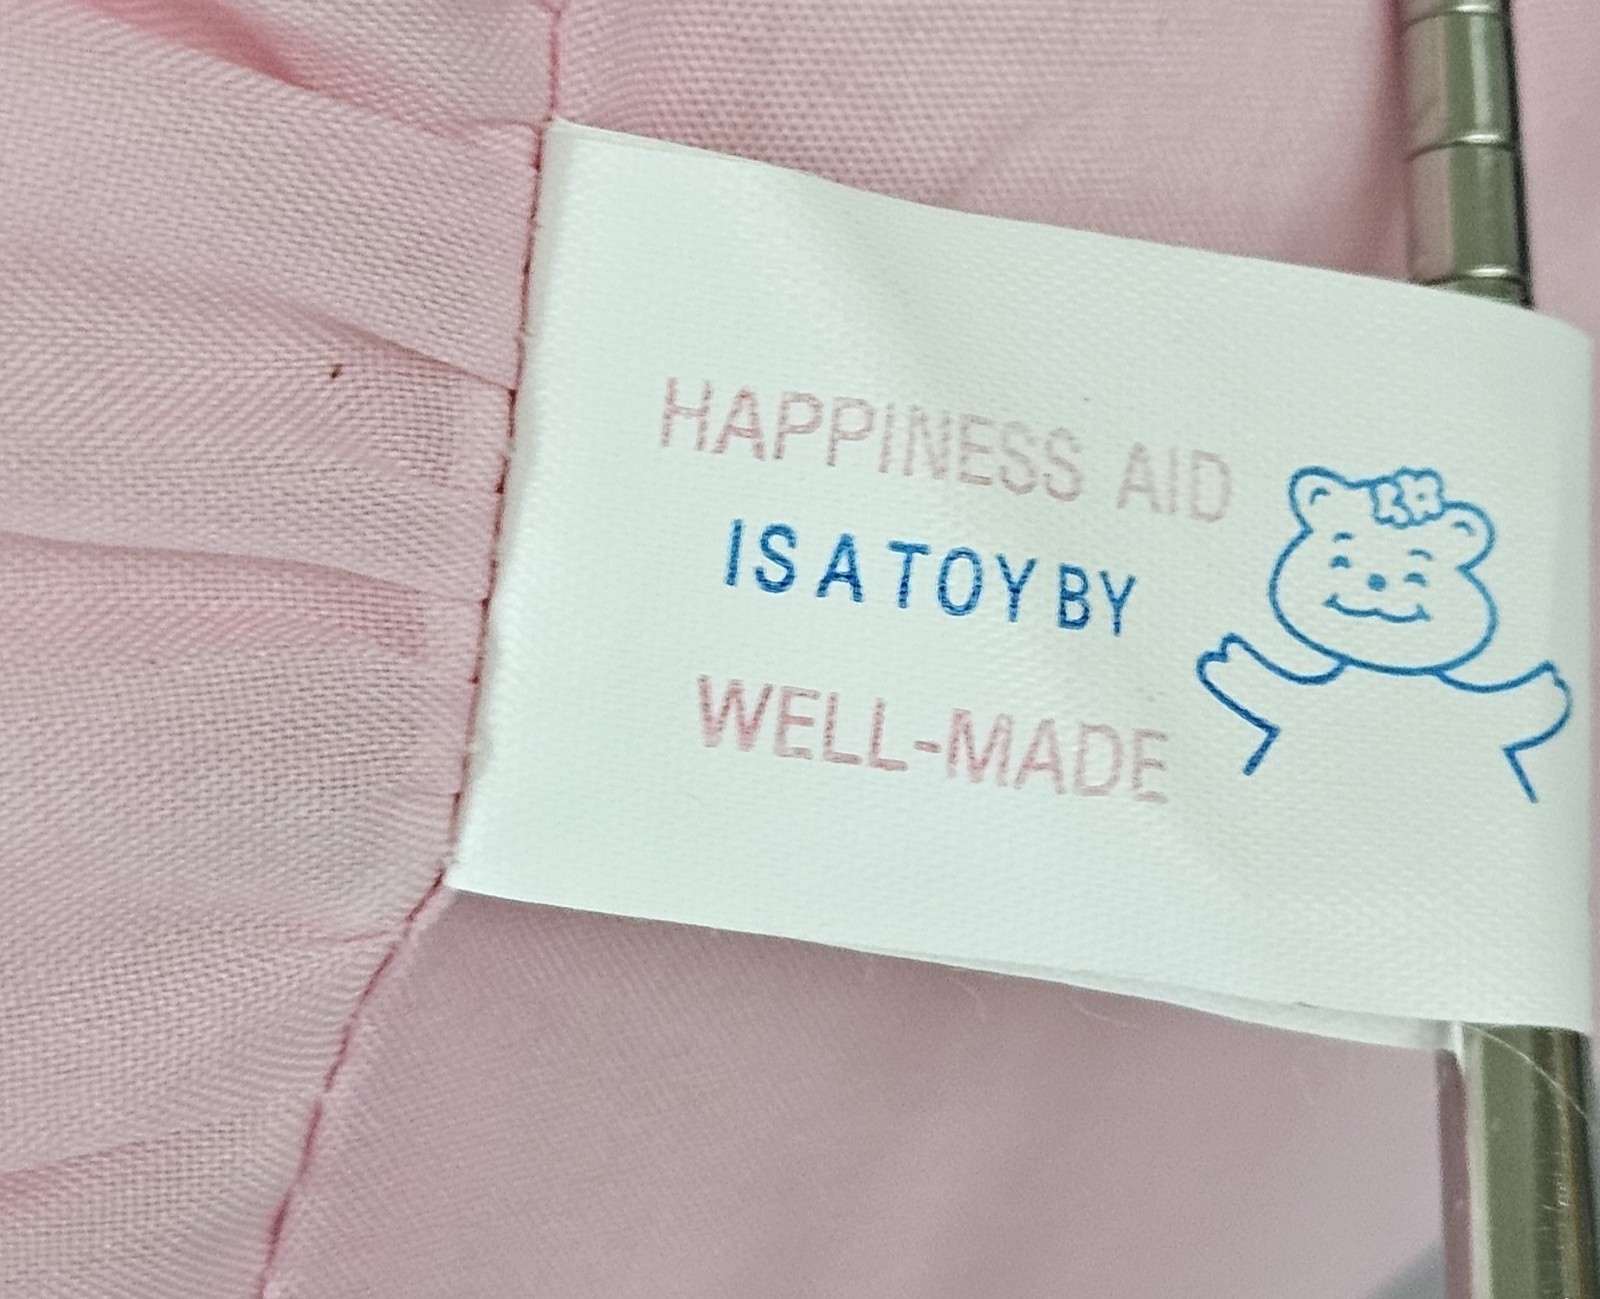 HAPPINESS AID
IS A TOY BY
WELL-MADE